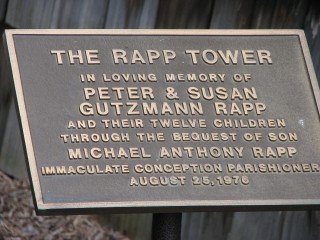 THE RAPP TOWER
IN LOVING MEMORY OF
PETER & SUSAN
GUTZMANN RAPP
AND THEIR TWELVE CHILDREN
THROUGH THE BEQUEST OF SON
MICHAEL ANTHONY RAPP
IMMACULATE CONCEPTION PARISHIONER
AUGUST 25, 1976